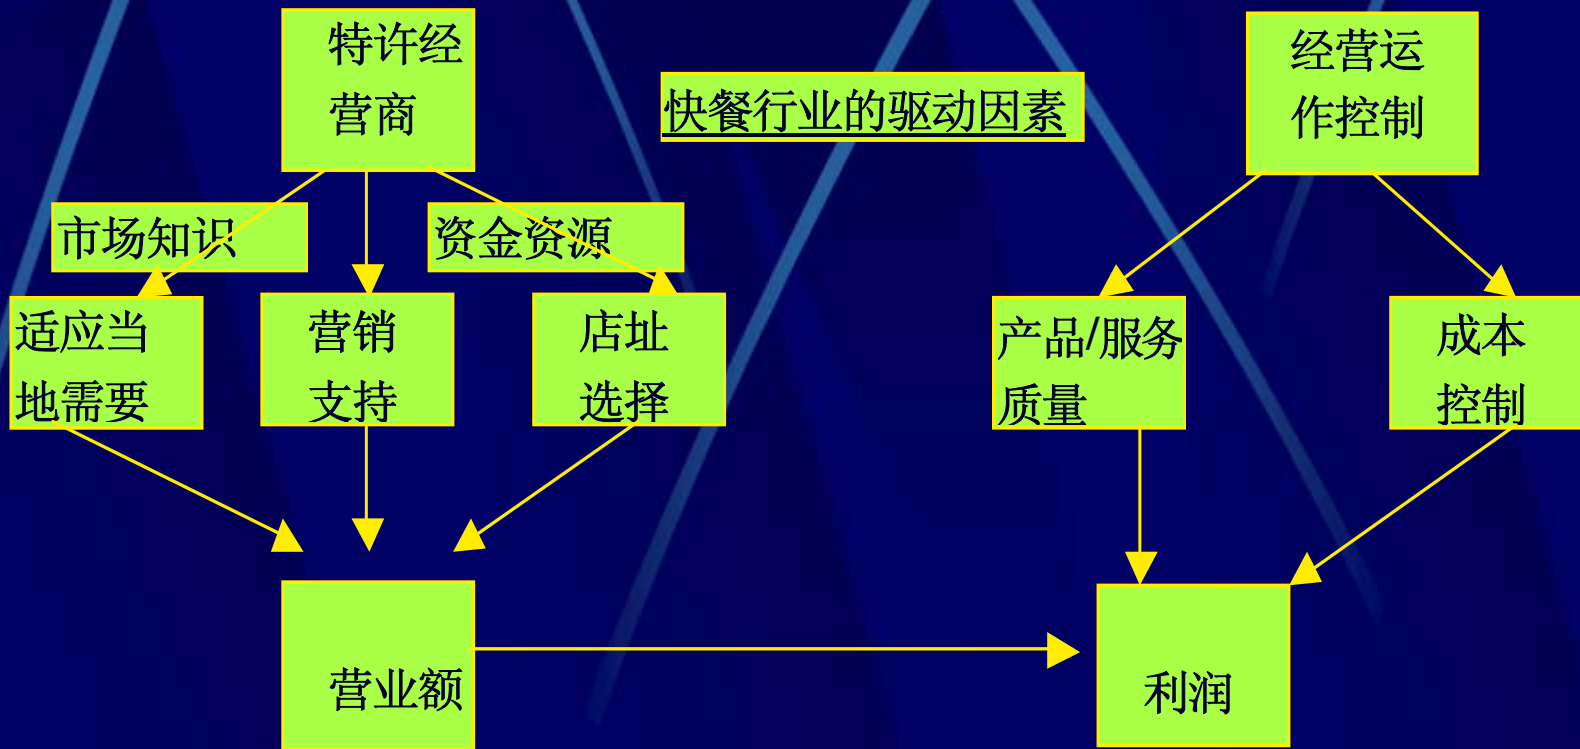 特许经
营商
快餐行业的驱动因素
经营运
作控制
市场知识
资金资源
适应当
地需要
营销
支持
店址
选择
产品/服务
质量
成本
控制
营业额
利润